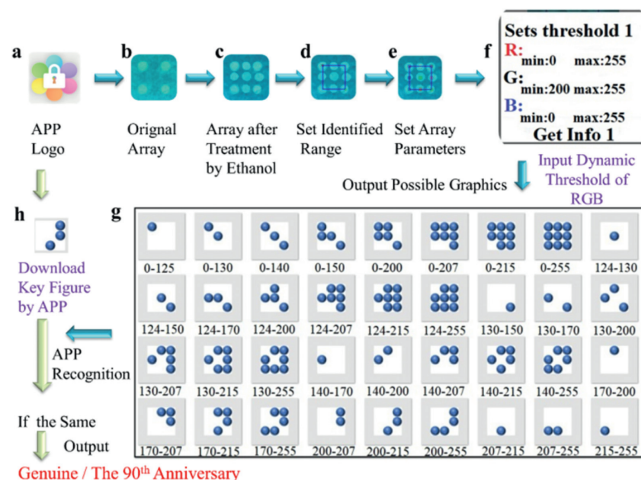 a
b
c
d
e
f
APP
Logo
Orignal
Array
Array after
Treatment
by Ethanol
Set Identified
Range
Set Array
Parameters
Sets threshold 1
R:
min:0 max:255
G:
min:200 max:255
B:
min:0 max:255
Get Info 1
Output Possible Graphics
Input Dynamic
Threshold of
RGB
h
Download
Key Figure
by APP
APP
Recognition
If the Same
Output
Genuine / The 90th Anniversary
g
0-125 0-130 0-140 0-150 0-200 0-207 0-215 0-255 124-130
124-150 124-170 124-200 124-207 124-215 124-255 130-150 130-170 130-200
130-207 130-215 130-255 140-170 140-200 140-207 140-215 140-255 170-200
170-207 170-215 170-255 200-207 200-215 200-255 207-215 207-255 215-255